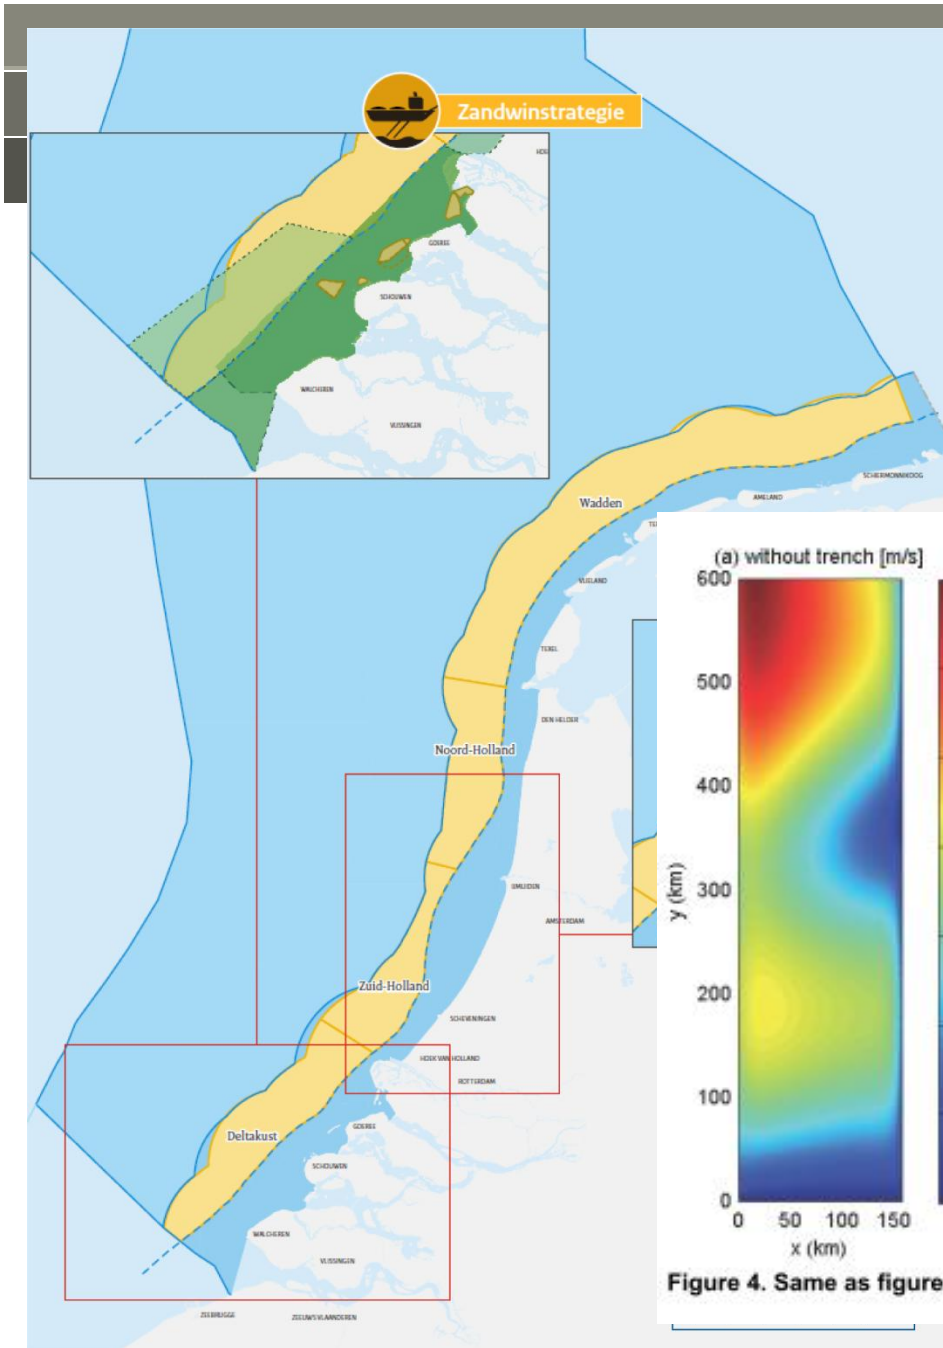 Zandwinstrategie
HOE
GOEREE
SCHOUWEN
WALCHEREN
VLISSINGEN
SCHIERMONNIKOOG
AMELAND
Wadden
TE
VLIELAND
TEXEL
DEN HELDER
Noord-Holland
IJMUIDEN
AMSTERDAM
Zuid-Holland
SCHEVENINGEN
HOEK VAN HOLLAND
ROTTERDAM
GOEREE
Deltakust
SCHOUWEN
WALCHEREN
VLISSINGEN
ZEEBRUGGE
ZEEUWS VLAANDEREN
(a) without trench [m/s]
600
500
400
300
200
100
0
y (km)
0 50 100 150
x (km)
Figure 4. Same as figure